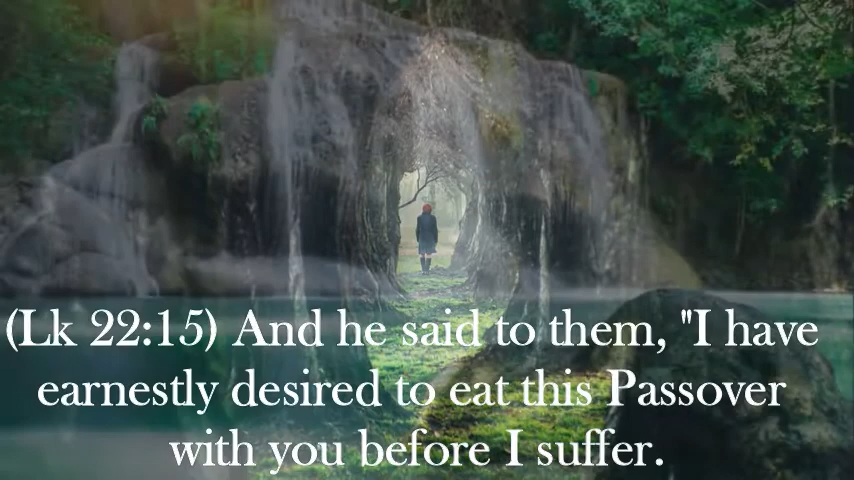 (Lk 22:15) And he said to them, "I have
earnestly desired to eat this Passover
with you before I suffer.